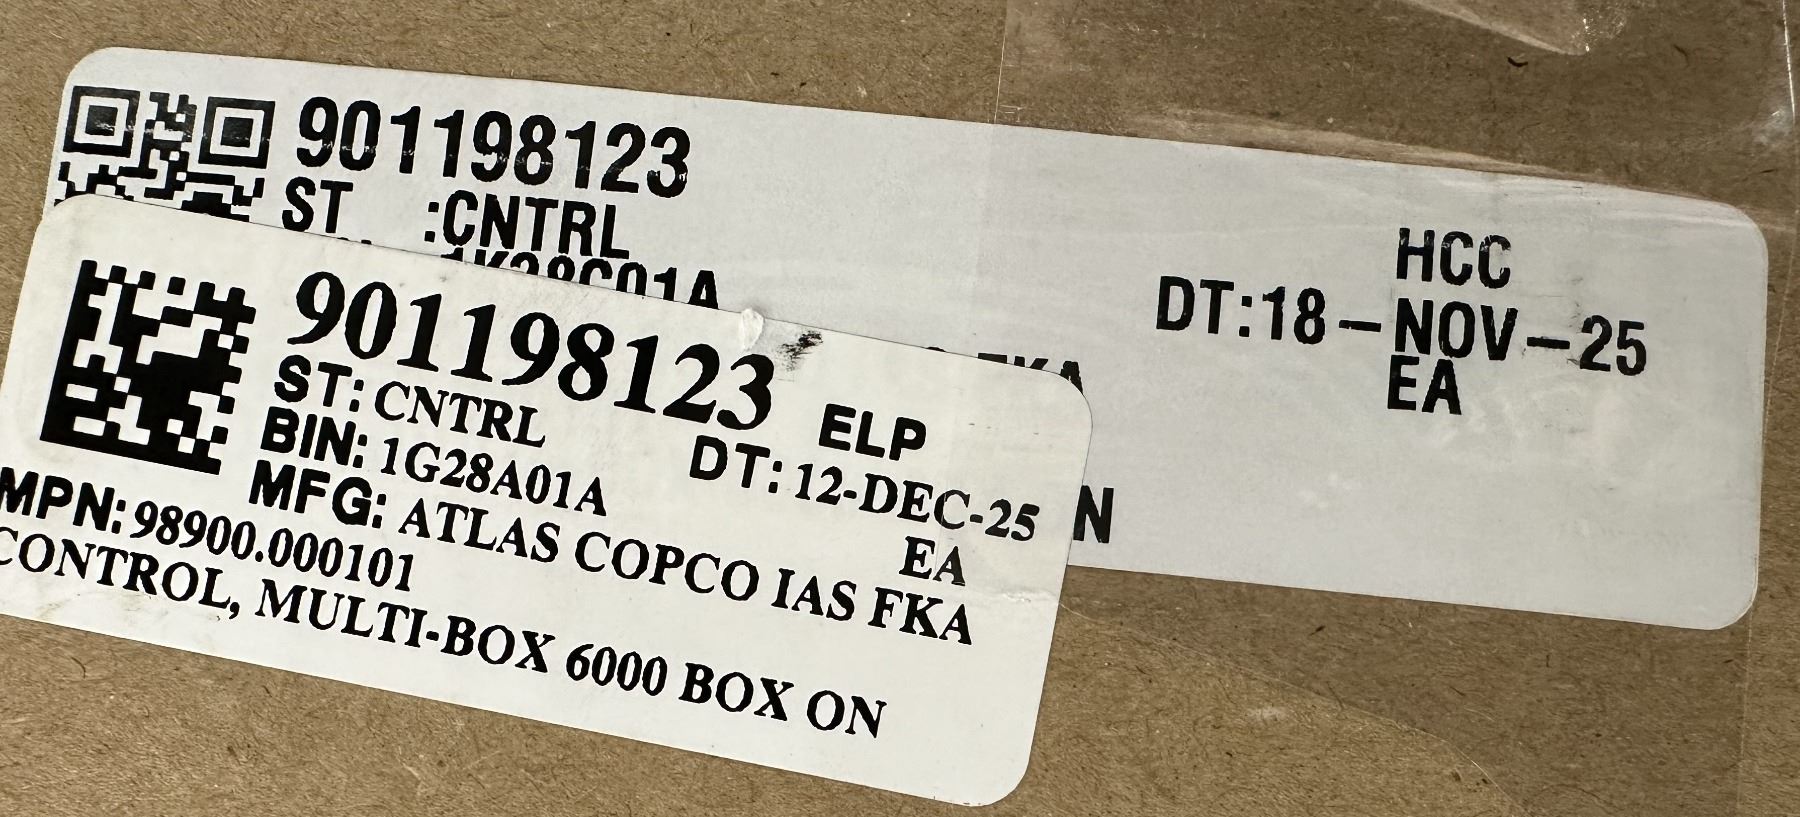 901198123
ST :CNTRL
HCC
DT:18-NOV-25
EA
901198123
ELP
ST: CNTRL
DT: 12-DEC-25
BIN: 1G28A01A
EA
MFG: ATLAS COPCO IAS FKA
MPN: 98900.000101
CONTROL, MULTI-BOX 6000 BOX ON